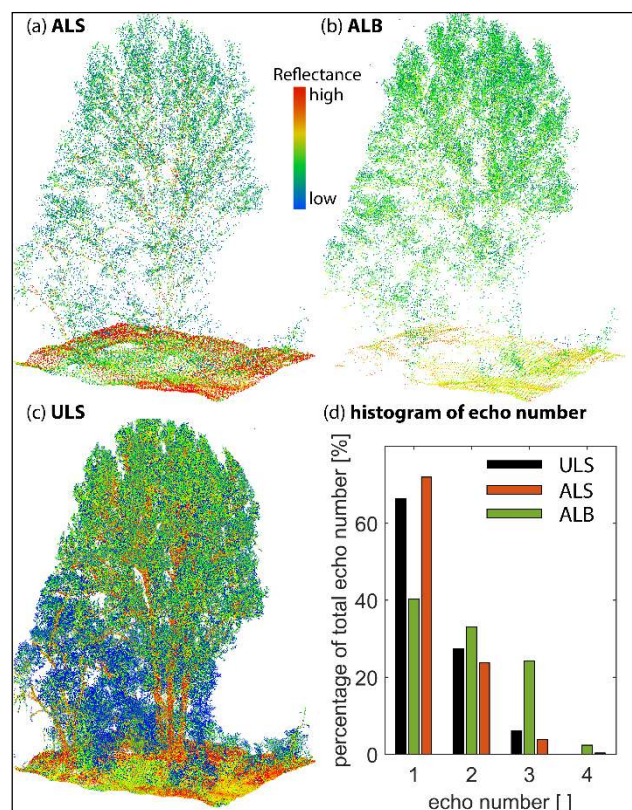 (a) ALS
(b) ALB
Reflectance
high
low
(c) ULS
(d) histogram of echo number
percentage of total echo number [%]
60
40
20
0
ULS
ALS
ALB
1 2 3 4
echo number [ ]